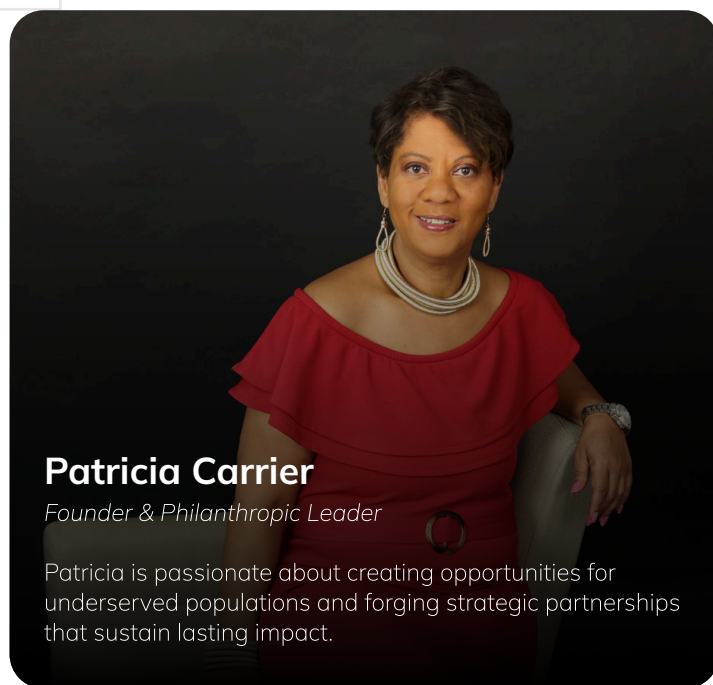 Patricia Carrier
Founder & Philanthropic Leader
Patricia is passionate about creating opportunities for
underserved populations and forging strategic partnerships
that sustain lasting impact.